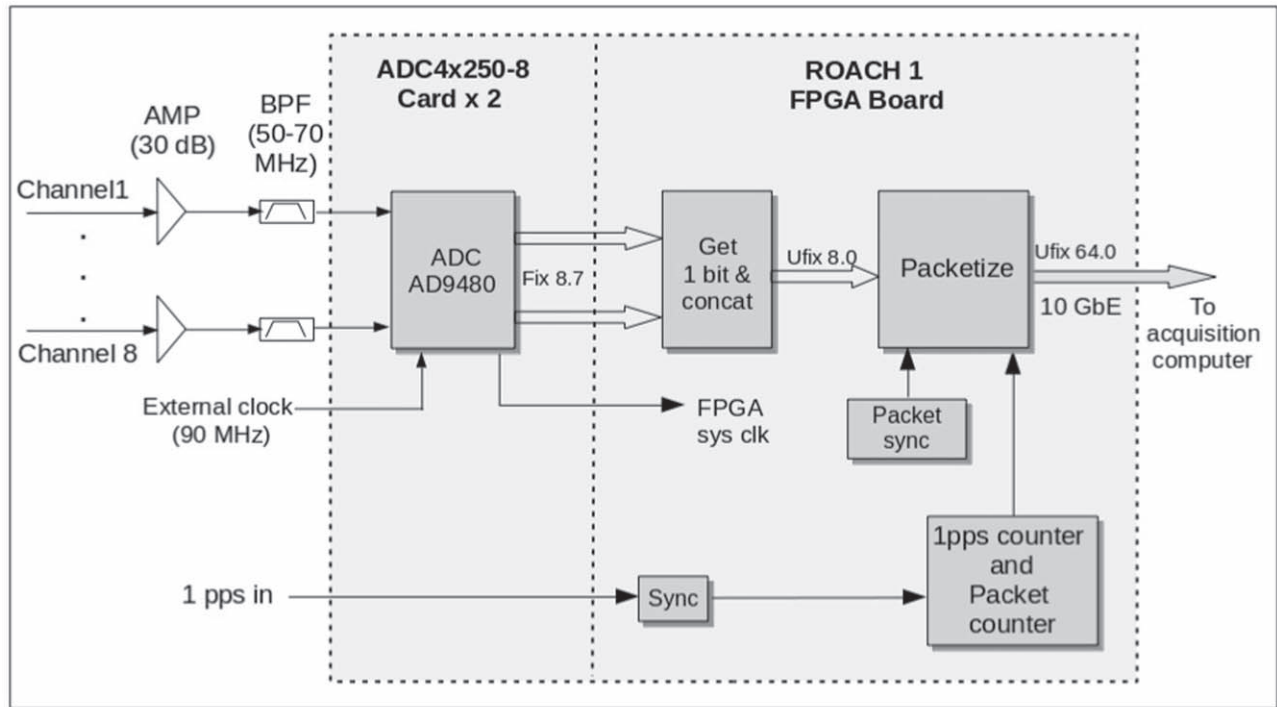 ADC4x250-8
Card x 2
ROACH 1
FPGA Board
AMP
(30 dB)
BPF
(50-70
MHz)
Channel1
.
.
.
Channel 8
ADC
AD9480
Fix 8.7
Get
1 bit &
concat
Ufix 8.0
Packetize
Ufix 64.0
10 GbE
To
acquisition
computer
External clock
(90 MHz)
FPGA
sys clk
Packet
sync
1 pps in
Sync
1pps counter
and
Packet
counter